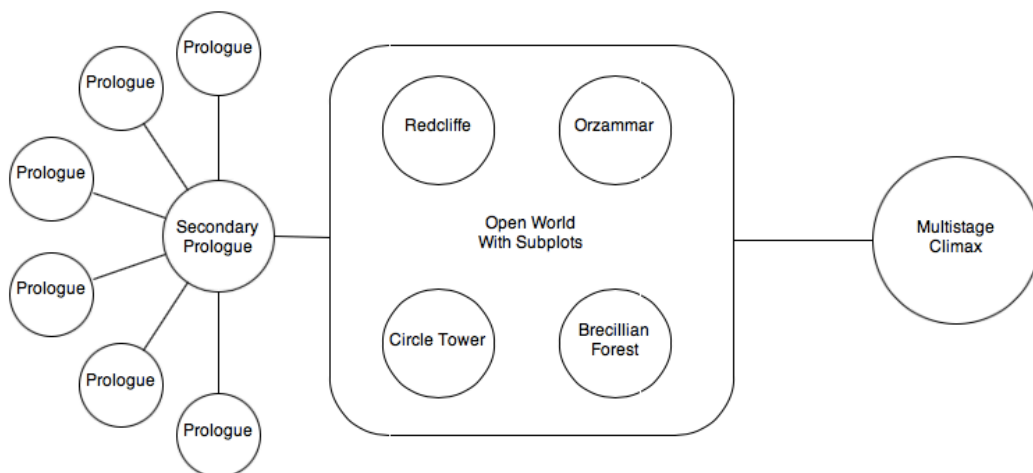 Prologue
Prologue
Prologue
Prologue
Prologue
Prologue
Secondary
Prologue
Redcliffe
Orzammar
Open World
With Subplots
Circle Tower
Brecillian
Forest
Multistage
Climax